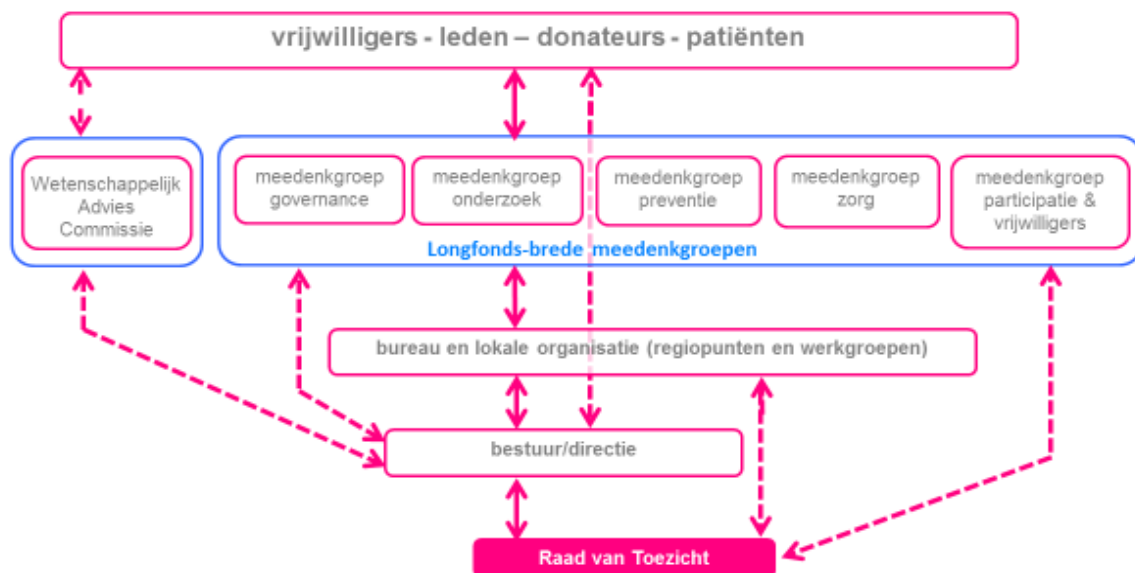 vrijwilligers - leden – donateurs - patiënten
Wetenschappelijk
Advies
Commissie
meedenkgroep
governance
meedenkgroep
onderzoek
meedenkgroep
preventie
meedenkgroep
zorg
meedenkgroep
participatie &
vrijwilligers
Longfonds-brede meedenkgroepen
bureau en lokale organisatie (regiopunten en werkgroepen)
bestuur/directie
Raad van Toezicht